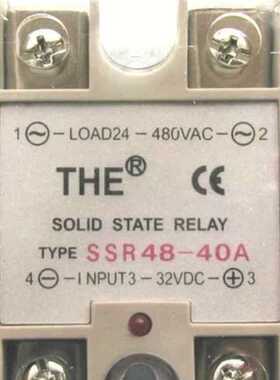 1 ~ - LOAD24 - 480VAC - ~ 2
THE® CE
SOLID STATE RELAY
TYPE SSR48-40A
4 ⊖ - INPUT3 - 32VDC - ⊕ 3